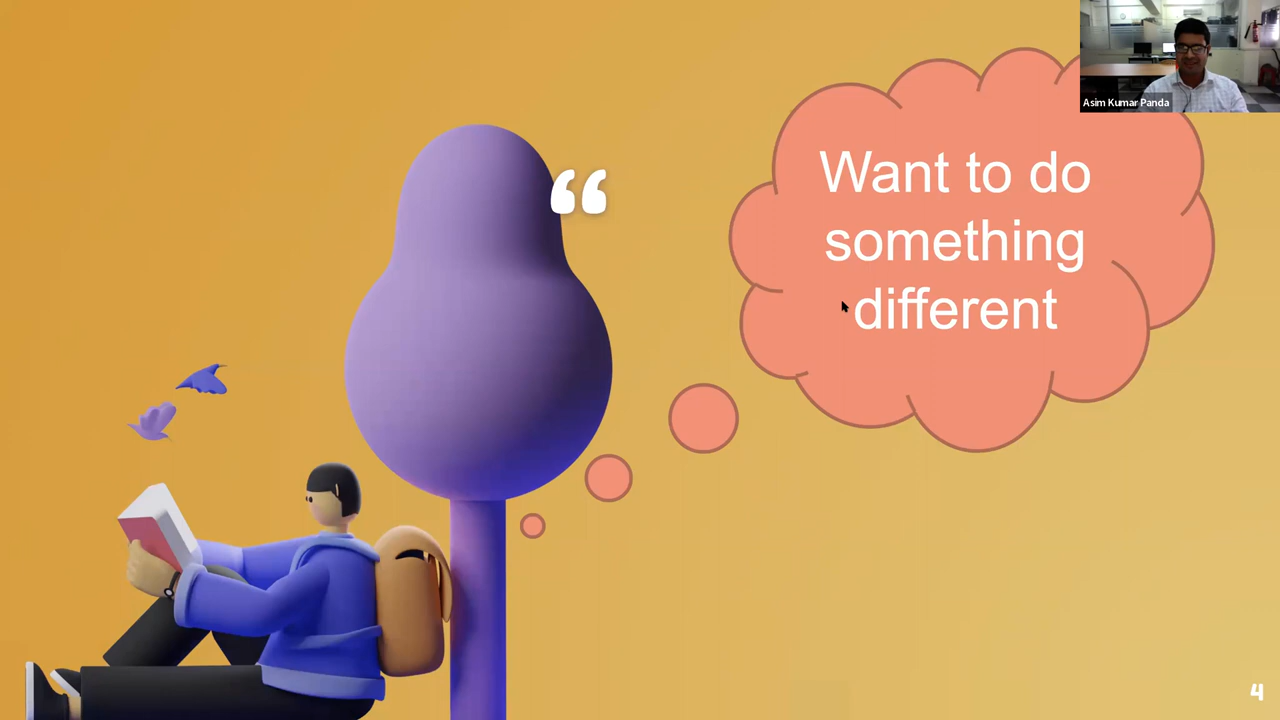 Asim Kumar Panda
“
Want to do
something
different
4